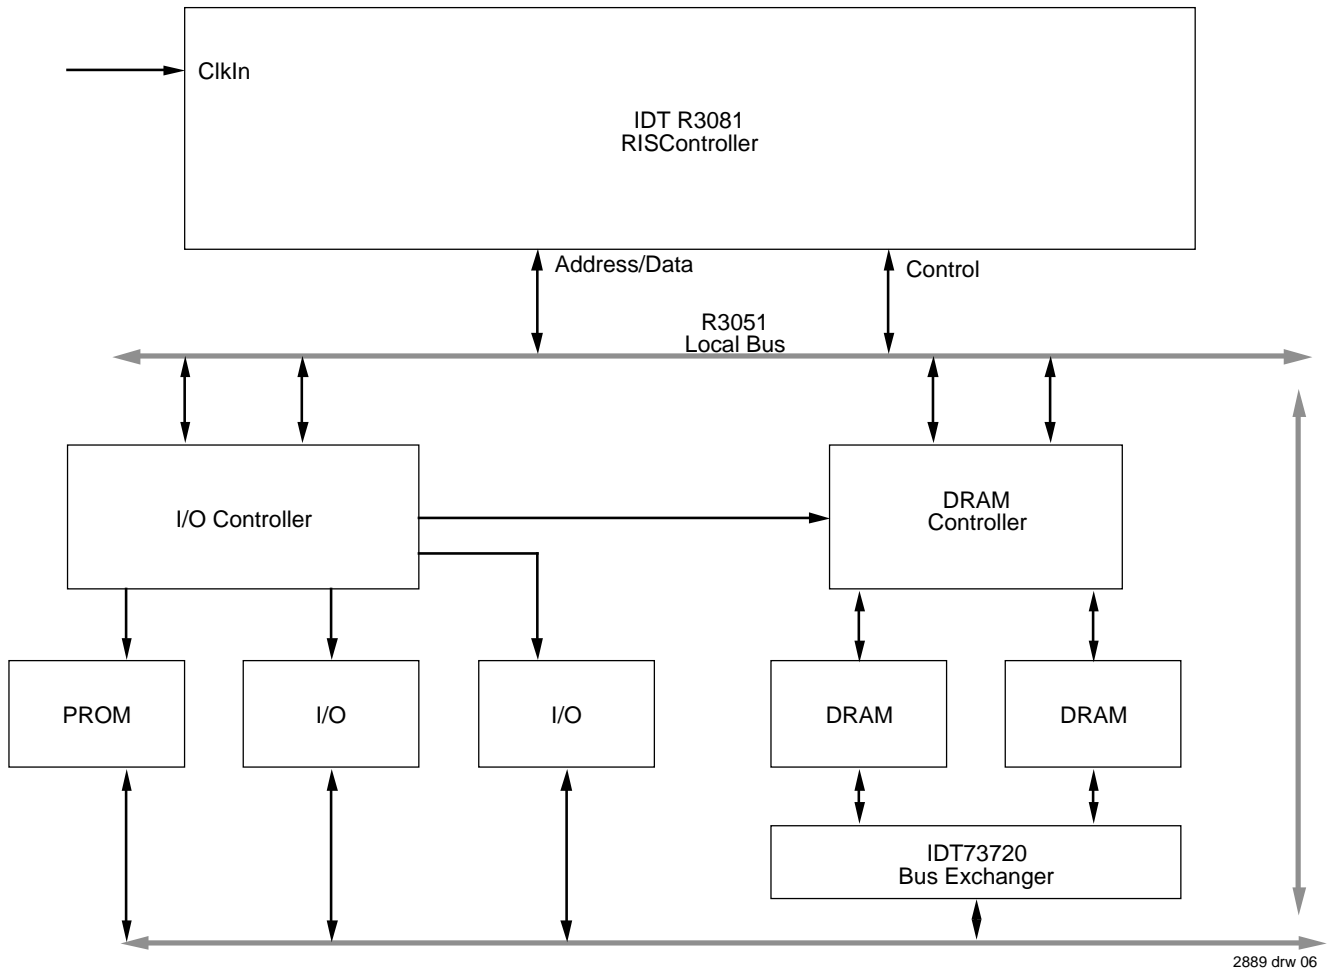 ClkIn
IDT R3081
RISController
Address/Data
Control
R3051
Local Bus
I/O Controller
DRAM
Controller
PROM
I/O
I/O
DRAM
DRAM
IDT73720
Bus Exchanger
2889 drw 06